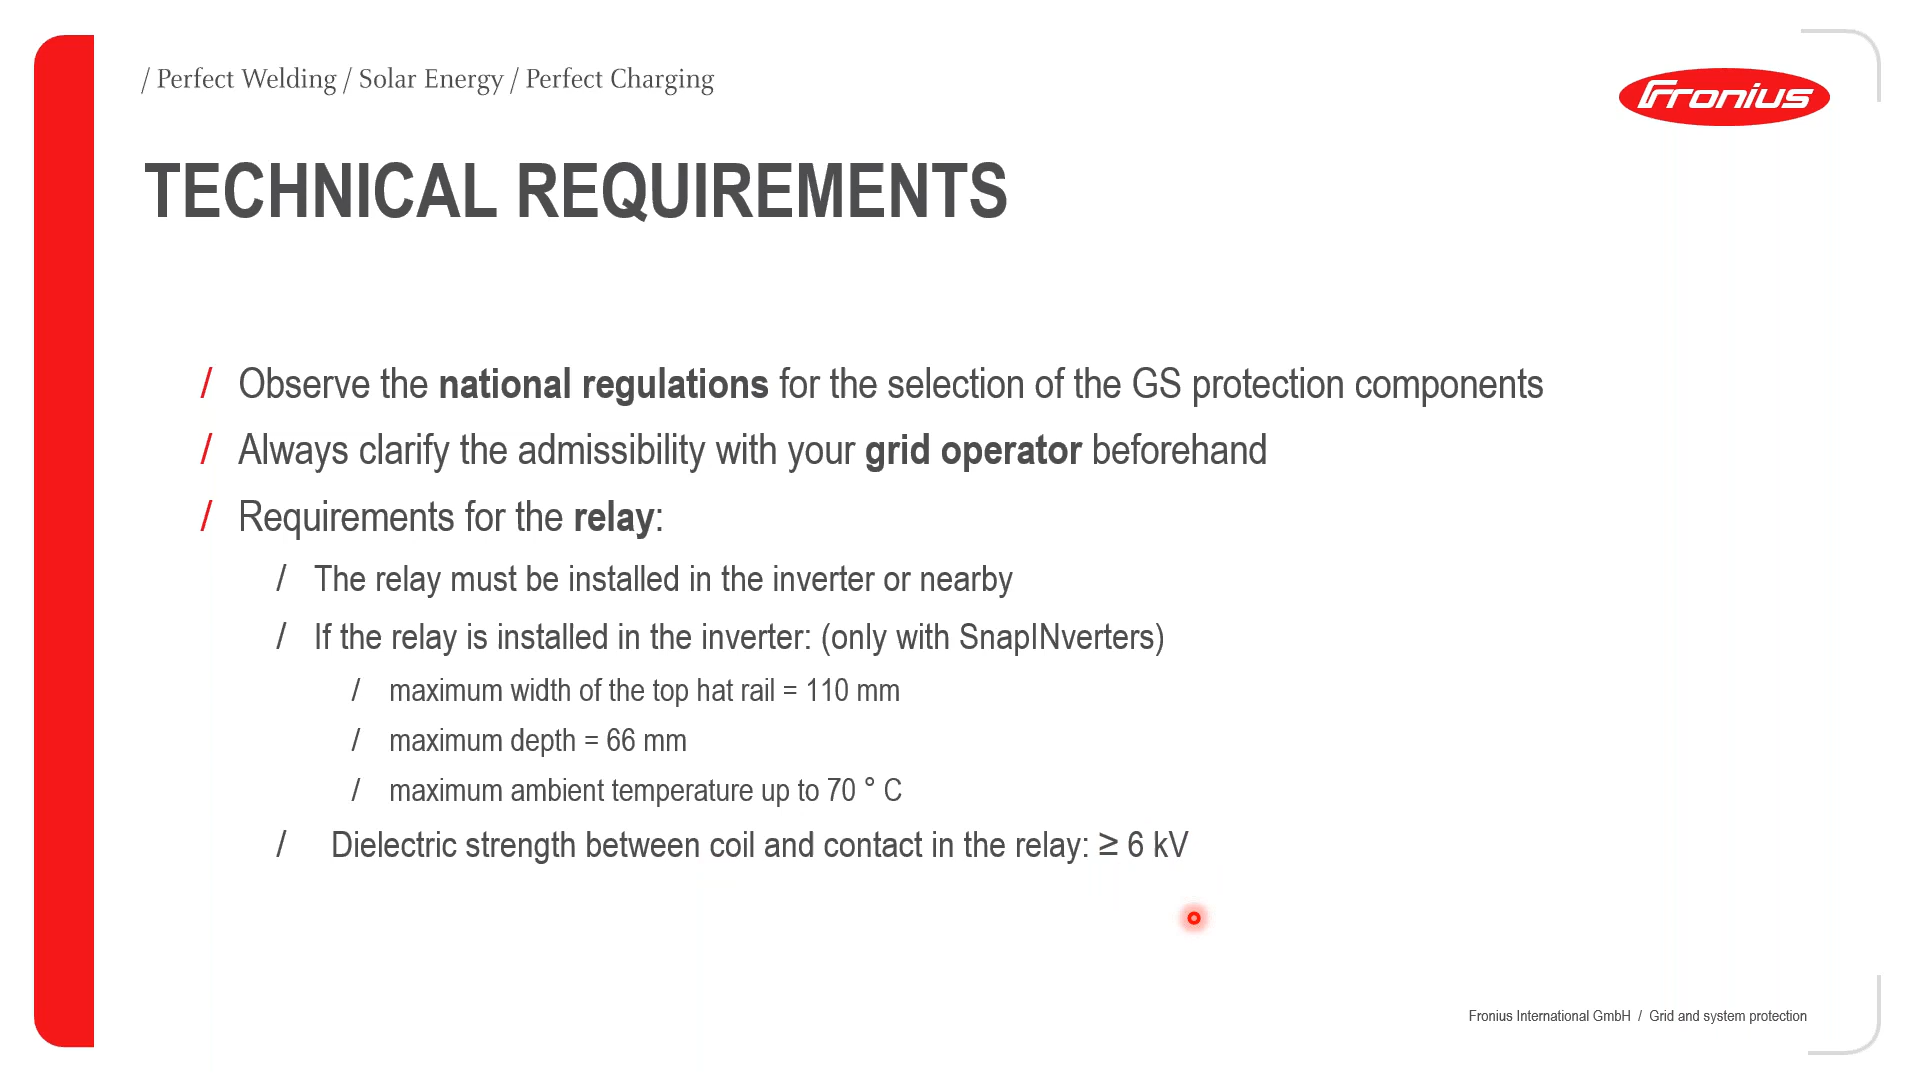 / Perfect Welding / Solar Energy / Perfect Charging
Fronius
TECHNICAL REQUIREMENTS
/ Observe the national regulations for the selection of the GS protection components
/ Always clarify the admissibility with your grid operator beforehand
/ Requirements for the relay:
/ The relay must be installed in the inverter or nearby
/ If the relay is installed in the inverter: (only with SnapINverters)
/ maximum width of the top hat rail = 110 mm
/ maximum depth = 66 mm
/ maximum ambient temperature up to 70 ° C
/ Dielectric strength between coil and contact in the relay: ≥ 6 kV
Fronius International GmbH / Grid and system protection